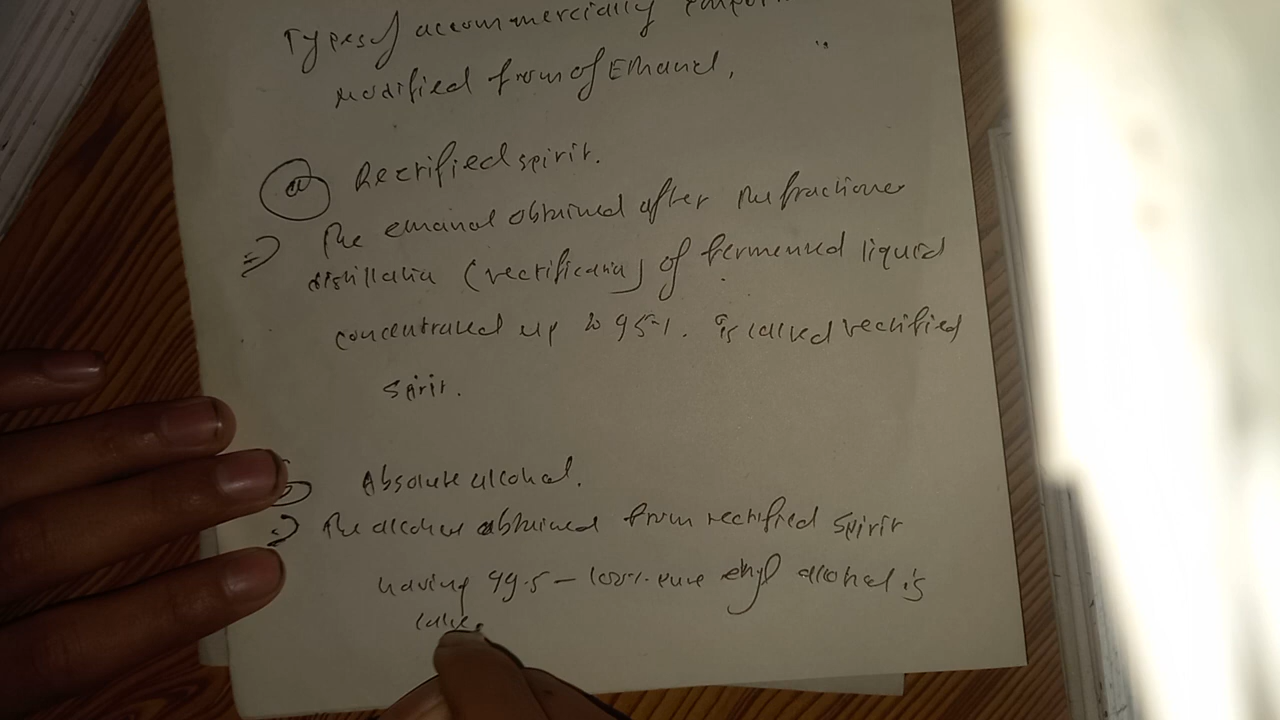 Types of accommercially
modified from of Ethanol.
(a) Rectified spirit.
=> The ethanol obtained after the fractione
distillation (rectification) of fermented liquid
concentrated up to 95%. is called rectified
spirit.
Absolute alcohol.
=> The alcohol obtained from rectified spirit
having 99.5 – 100%. pure ethyl alcohol is